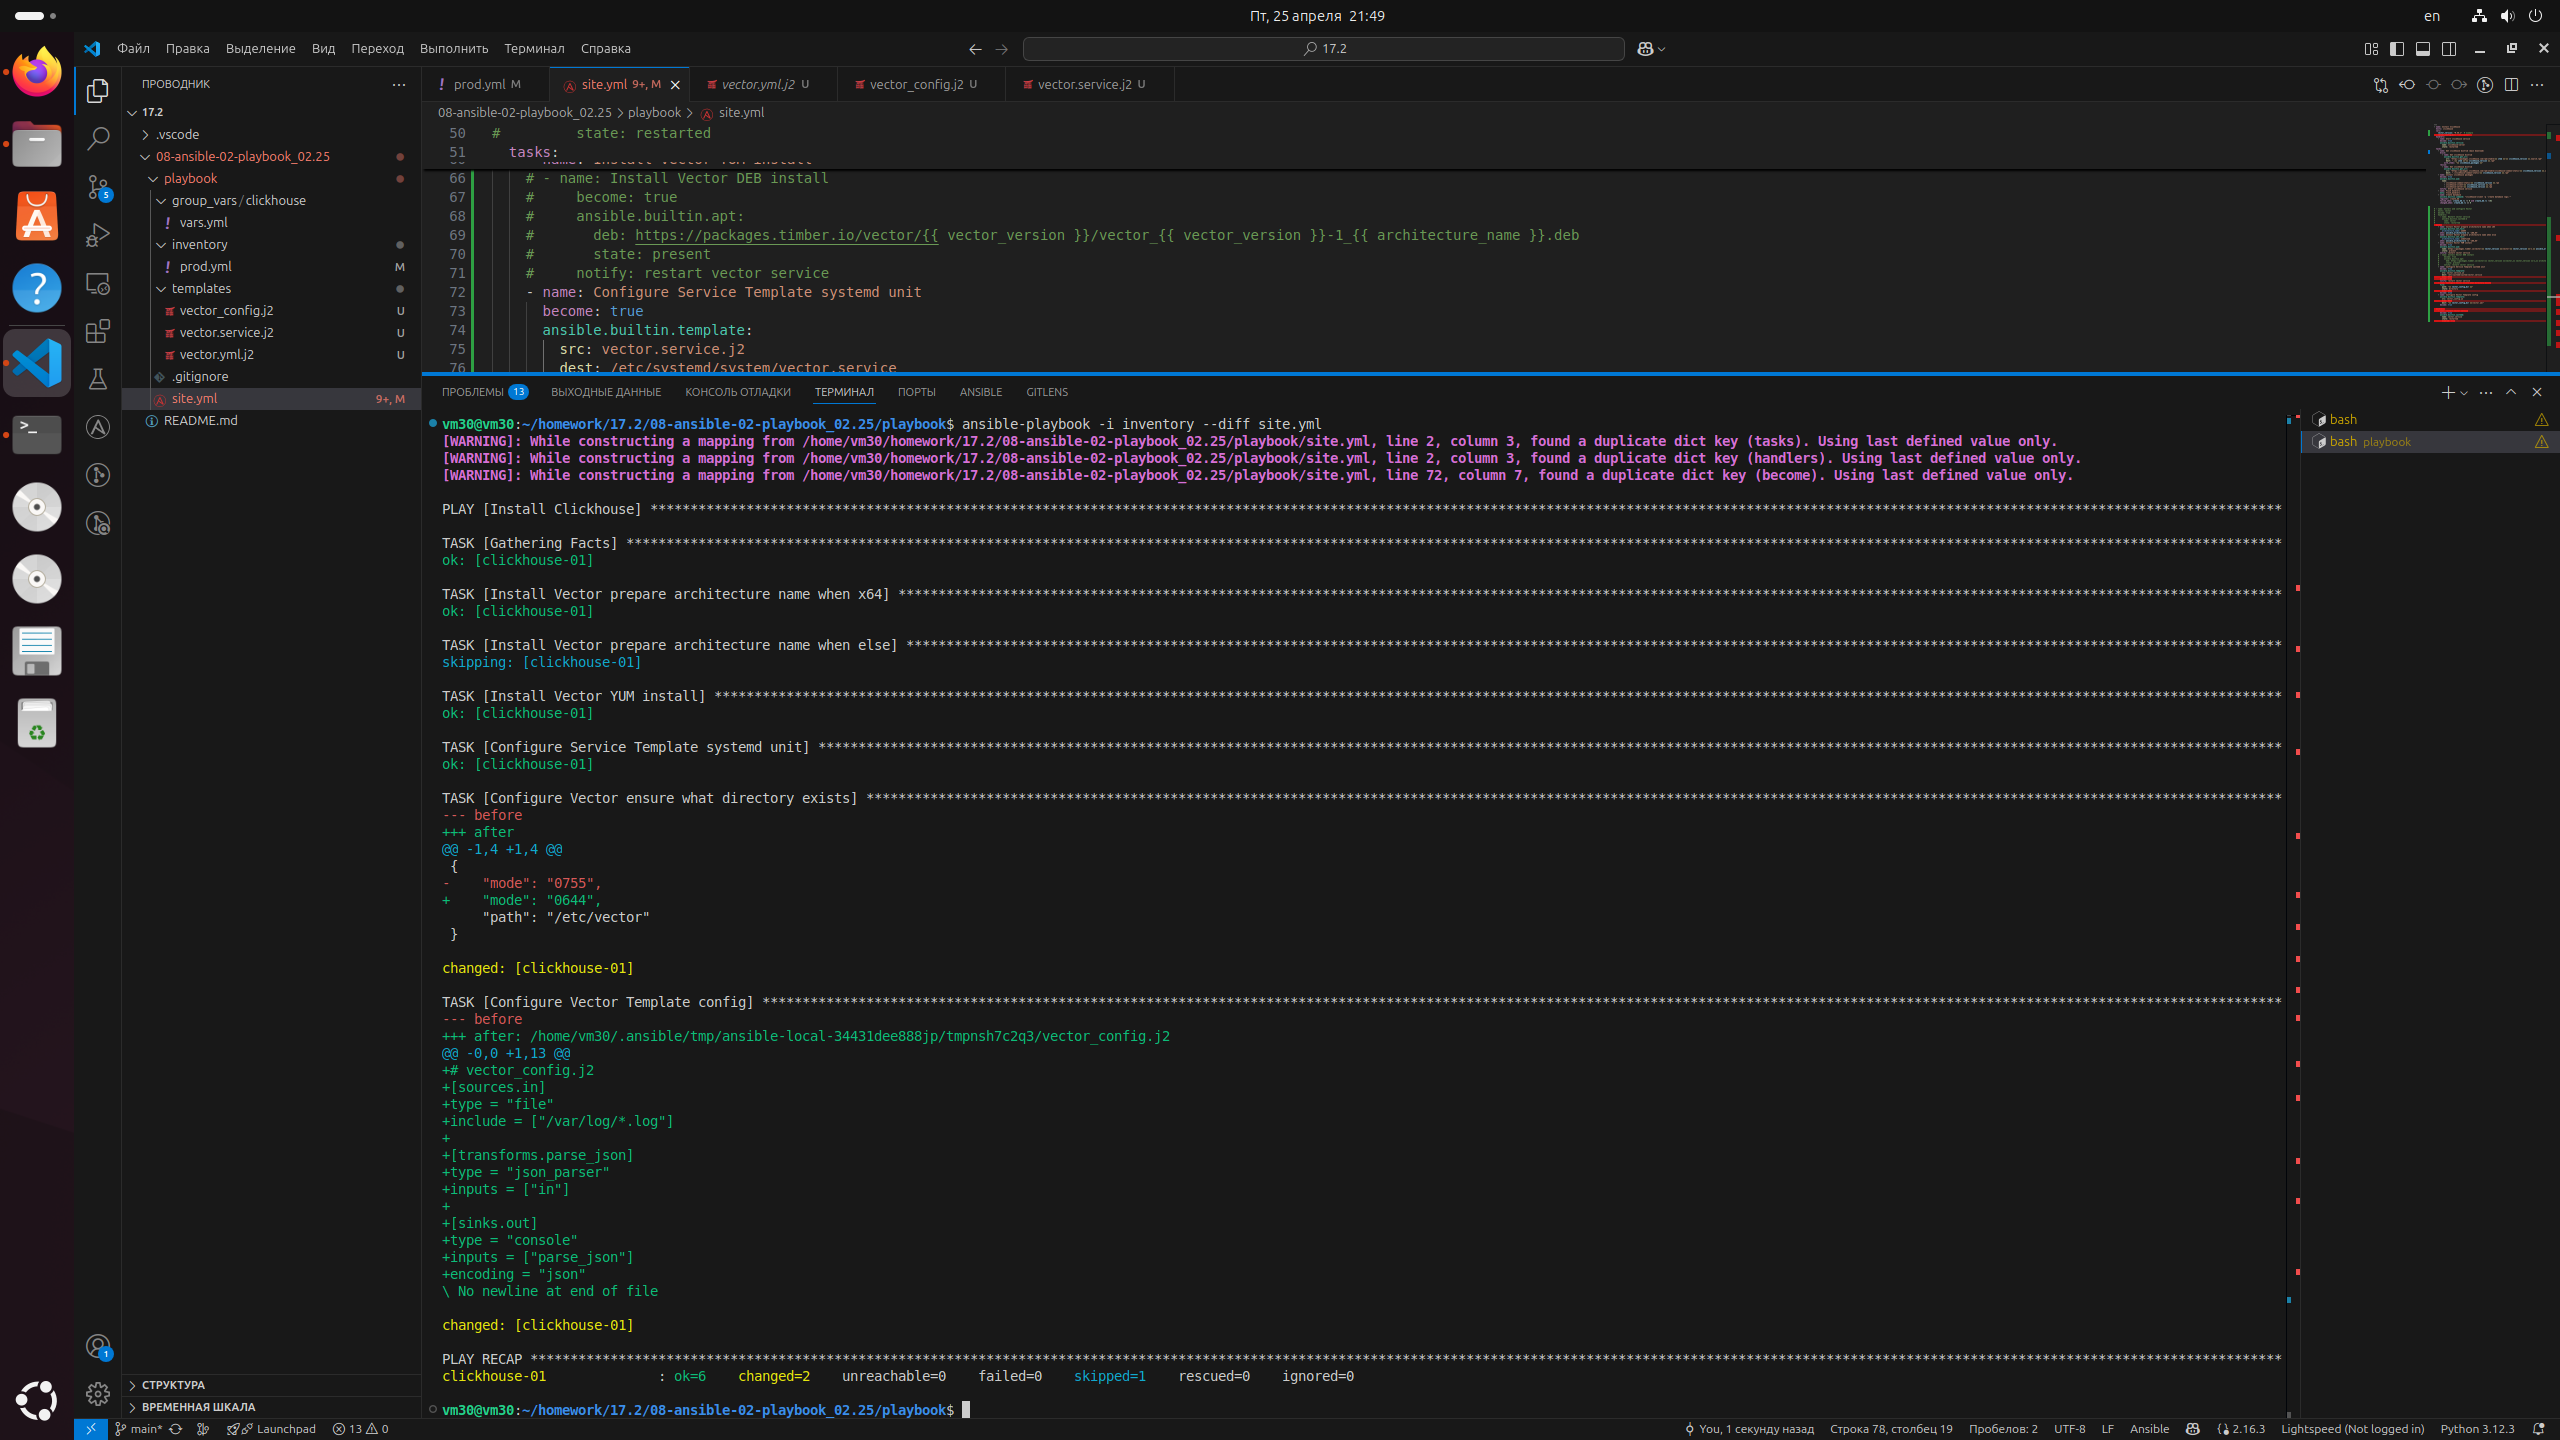 Пт, 25 апреля 21:49
en
Файл Правка Выделение Вид Переход Выполнить Терминал Справка
17.2
ПРОВОДНИК
prod.yml M
site.yml 9+, M
vector.yml.j2 U
vector_config.j2 U
vector.service.j2 U
17.2
.vscode
08-ansible-02-playbook_02.25
playbook
group_vars / clickhouse
vars.yml
inventory
prod.yml M
templates
vector_config.j2 U
vector.service.j2 U
vector.yml.j2 U
.gitignore
site.yml 9+, M
README.md
5
08-ansible-02-playbook_02.25 > playbook > site.yml
50 # state: restarted
51 tasks:
66 # - name: Install Vector DEB install
67 # become: true
68 # ansible.builtin.apt:
69 # deb: https://packages.timber.io/vector/{{ vector_version }}/vector_{{ vector_version }}-1_{{ architecture_name }}.deb
70 # state: present
71 # notify: restart vector service
72 - name: Configure Service Template systemd unit
73 become: true
74 ansible.builtin.template:
75 src: vector.service.j2
76 dest: /etc/systemd/system/vector.service
ПРОБЛЕМЫ 13 ВЫХОДНЫЕ ДАННЫЕ КОНСОЛЬ ОТЛАДКИ ТЕРМИНАЛ ПОРТЫ ANSIBLE GITLENS
bash
bash playbook
vm30@vm30:~/homework/17.2/08-ansible-02-playbook_02.25/playbook$ ansible-playbook -i inventory --diff site.yml
[WARNING]: While constructing a mapping from /home/vm30/homework/17.2/08-ansible-02-playbook_02.25/playbook/site.yml, line 2, column 3, found a duplicate dict key (tasks). Using last defined value only.
[WARNING]: While constructing a mapping from /home/vm30/homework/17.2/08-ansible-02-playbook_02.25/playbook/site.yml, line 2, column 3, found a duplicate dict key (handlers). Using last defined value only.
[WARNING]: While constructing a mapping from /home/vm30/homework/17.2/08-ansible-02-playbook_02.25/playbook/site.yml, line 72, column 7, found a duplicate dict key (become). Using last defined value only.
PLAY [Install Clickhouse] ****
TASK [Gathering Facts] ****
ok: [clickhouse-01]
TASK [Install Vector prepare architecture name when x64] ****
ok: [clickhouse-01]
TASK [Install Vector prepare architecture name when else] ****
skipping: [clickhouse-01]
TASK [Install Vector YUM install] ****
ok: [clickhouse-01]
TASK [Configure Service Template systemd unit] ****
ok: [clickhouse-01]
TASK [Configure Vector ensure what directory exists] ****
--- before
+++ after
@@ -1,4 +1,4 @@
{
- "mode": "0755",
+ "mode": "0644",
"path": "/etc/vector"
}
changed: [clickhouse-01]
TASK [Configure Vector Template config] ****
--- before
+++ after: /home/vm30/.ansible/tmp/ansible-local-34431dee888jp/tmpnsh7c2q3/vector_config.j2
@@ -0,0 +1,13 @@
+# vector_config.j2
+[sources.in]
+type = "file"
+include = ["/var/log/*.log"]
+
+[transforms.parse_json]
+type = "json_parser"
+inputs = ["in"]
+
+[sinks.out]
+type = "console"
+inputs = ["parse_json"]
+encoding = "json"
\ No newline at end of file
changed: [clickhouse-01]
PLAY RECAP ****
clickhouse-01 : ok=6 changed=2 unreachable=0 failed=0 skipped=1 rescued=0 ignored=0
vm30@vm30:~/homework/17.2/08-ansible-02-playbook_02.25/playbook$
1
СТРУКТУРА
ВРЕМЕННАЯ ШКАЛА
main* Launchpad 13 0
You, 1 секунду назад Строка 78, столбец 19 Пробелов: 2 UTF-8 LF Ansible 2.16.3 Lightspeed (Not logged in) Python 3.12.3